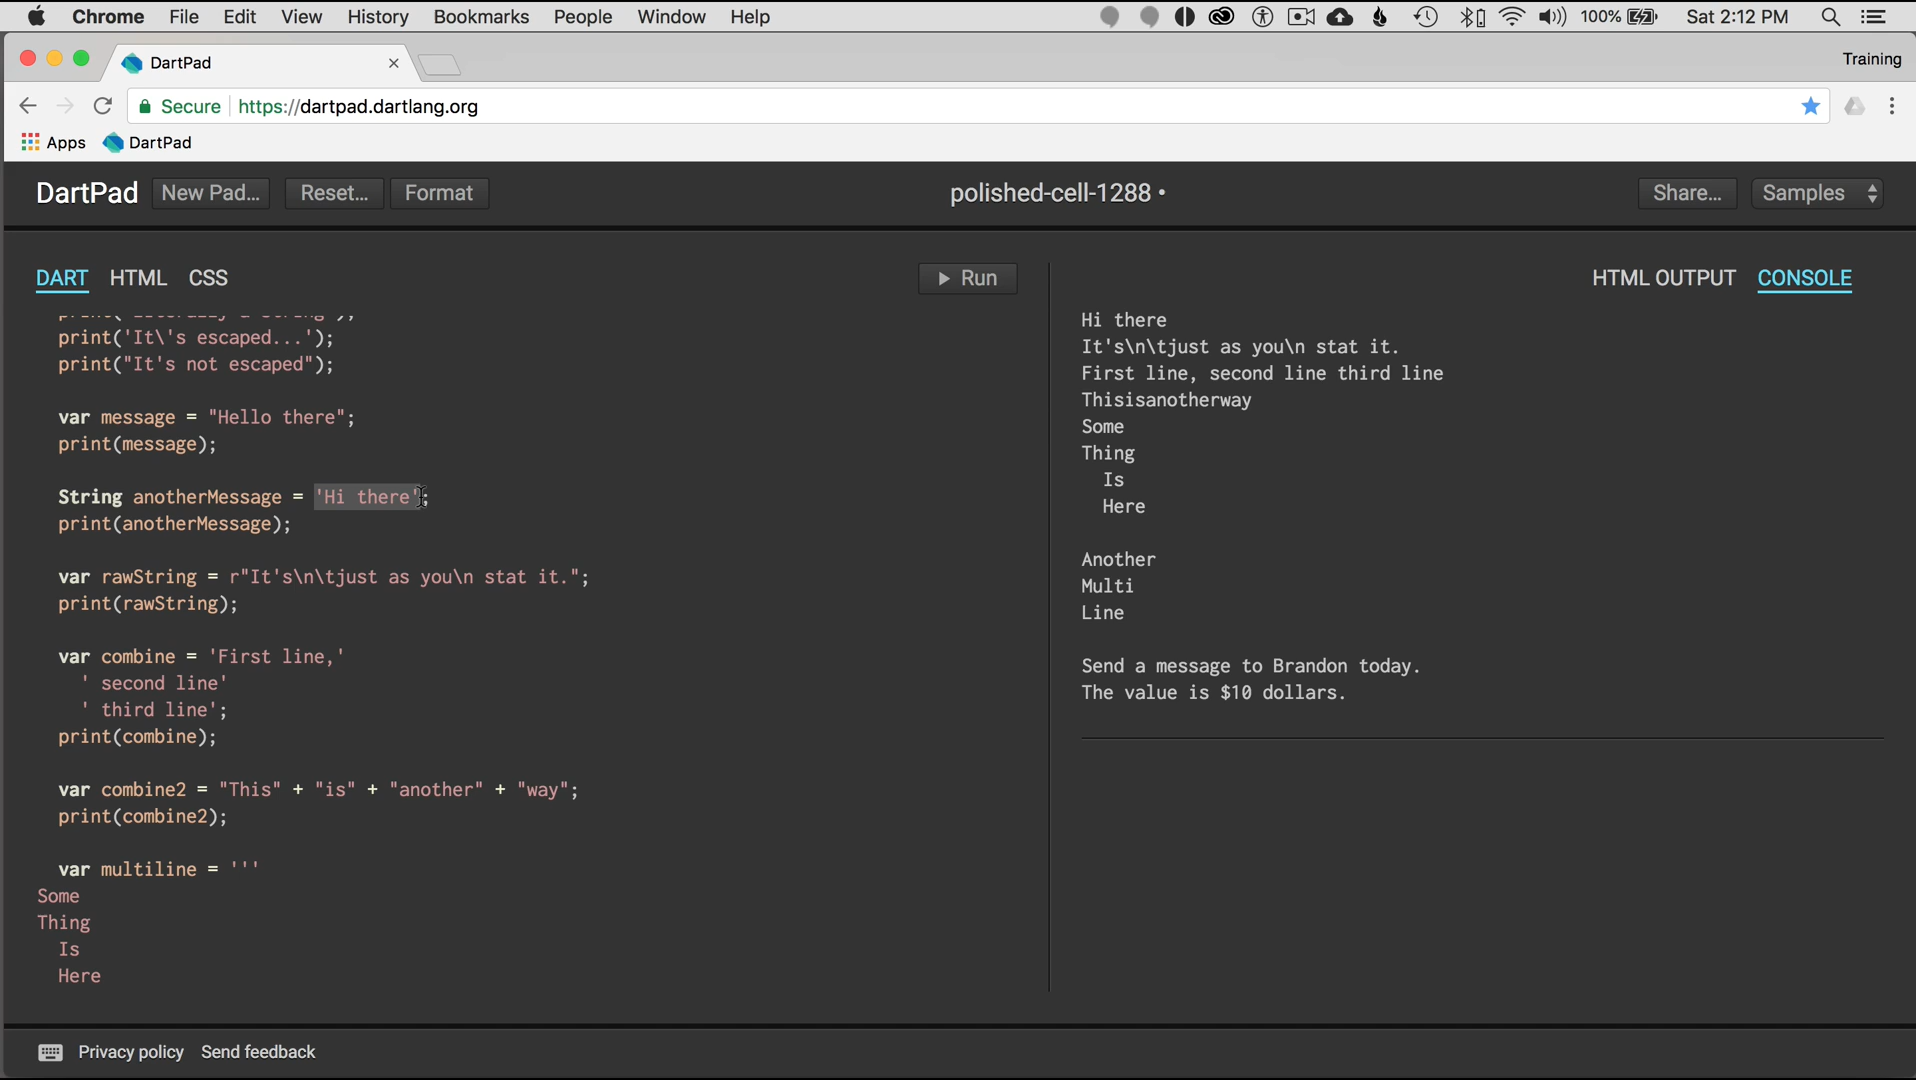 Chrome File Edit View History Bookmarks People Window Help 100% Sat 2:12 PM
DartPad Training
Secure https://dartpad.dartlang.org
Apps DartPad
DartPad New Pad... Reset... Format polished-cell-1288 • Share... Samples
DART HTML CSS Run
print('It\'s escaped...');
print("It's not escaped");
var message = "Hello there";
print(message);
String anotherMessage = 'Hi there';
print(anotherMessage);
var rawString = r"It's\n\tjust as you\n stat it.";
print(rawString);
var combine = 'First line,'
' second line'
' third line';
print(combine);
var combine2 = "This" + "is" + "another" + "way";
print(combine2);
var multiline = '''
Some
Thing
Is
Here
HTML OUTPUT CONSOLE
Hi there
It's\n\tjust as you\n stat it.
First line, second line third line
Thisisanotherway
Some
Thing
Is
Here
Another
Multi
Line
Send a message to Brandon today.
The value is $10 dollars.
Privacy policy Send feedback